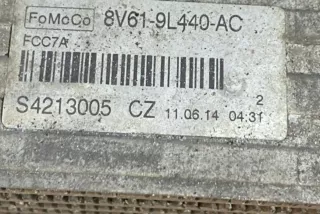 FoMoCo 8V61-9L440-AC
FCC7A
2
S4213005 CZ 11.06.14 04:31